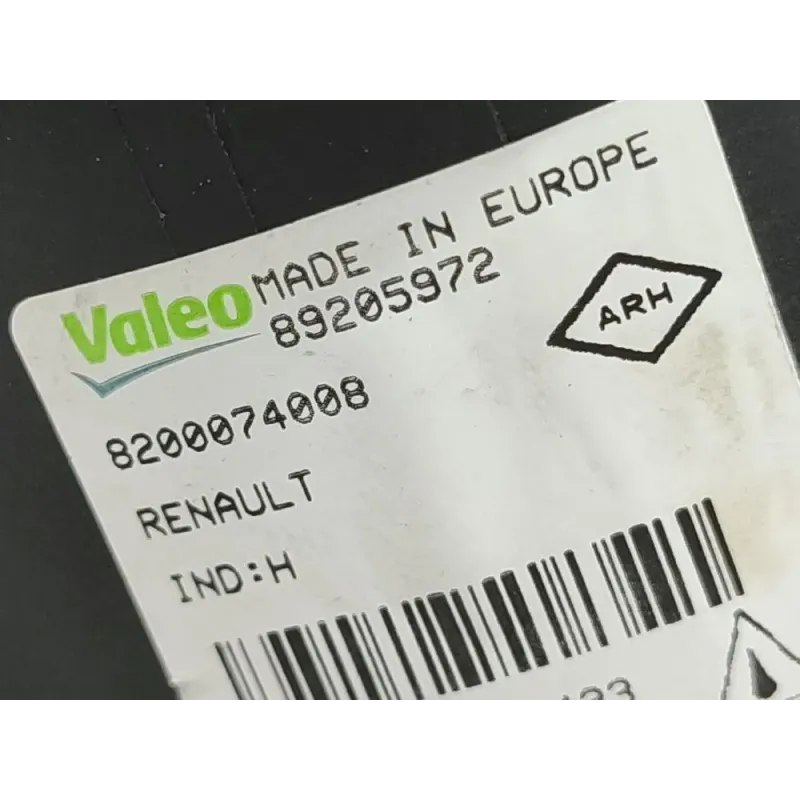 Valeo MADE IN EUROPE
89205972
ARH
8200074008
RENAULT
IND:H